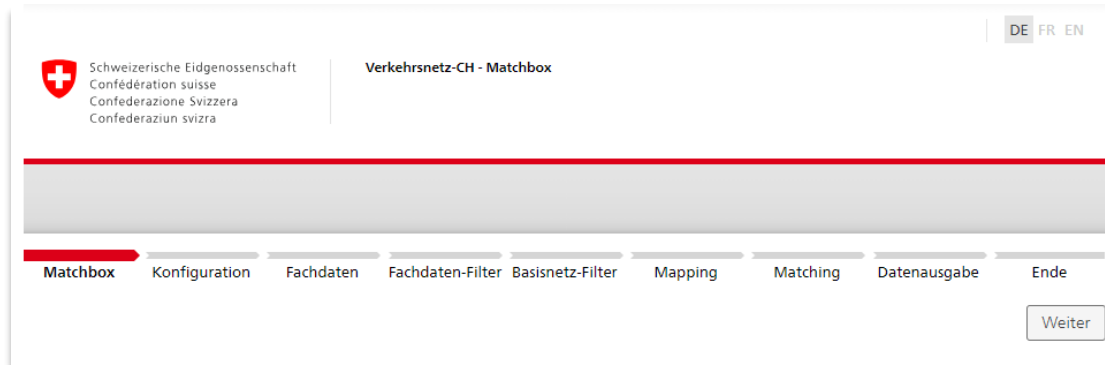 DE FR EN
Schweizerische Eidgenossenschaft
Confédération suisse
Confederazione Svizzera
Confederaziun svizra
Verkehrsnetz-CH - Matchbox
Matchbox Konfiguration Fachdaten Fachdaten-Filter Basisnetz-Filter Mapping Matching Datenausgabe Ende
Weiter